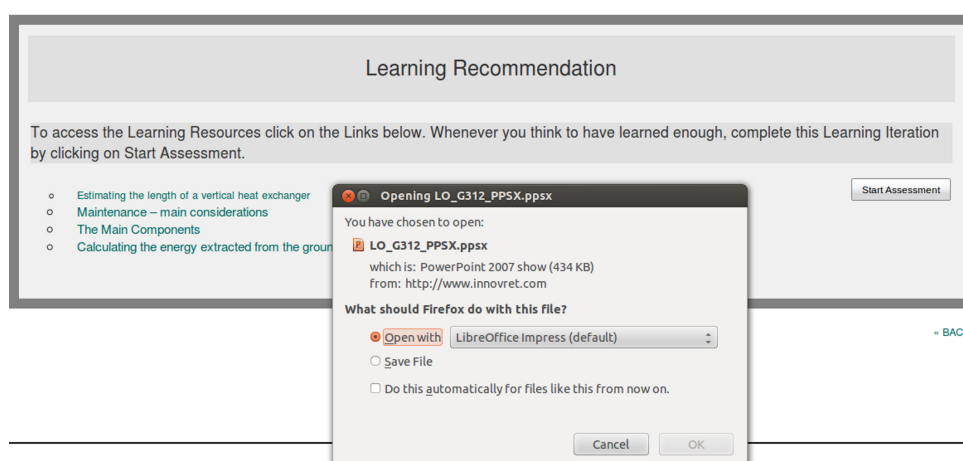 Learning Recommendation
To access the Learning Resources click on the Links below. Whenever you think to have learned enough, complete this Learning Iteration
by clicking on Start Assessment.
Start Assessment
Estimating the length of a vertical heat exchanger
Maintenance – main considerations
The Main Components
Calculating the energy extracted from the groun
Opening LO_G312_PPSX.ppsx
You have chosen to open:
LO_G312_PPSX.ppsx
which is: PowerPoint 2007 show (434 KB)
from: http://www.innovret.com
What should Firefox do with this file?
Open with LibreOffice Impress (default)
Save File
Do this automatically for files like this from now on.
Cancel OK
« BAC